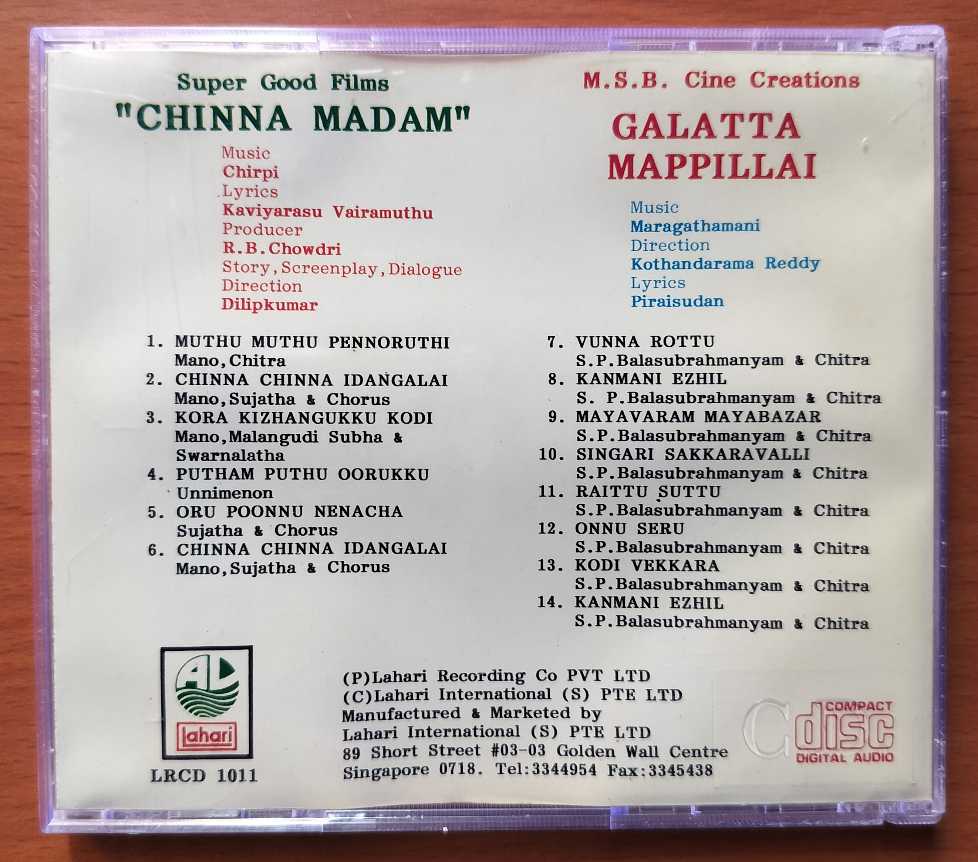 Super Good Films
"CHINNA MADAM"
Music
Chirpi
Lyrics
Kaviyarasu Vairamuthu
Producer
R.B.Chowdri
Story,Screenplay,Dialogue
Direction
Dilipkumar
1. MUTHU MUTHU PENNORUTHI
Mano,Chitra
2. CHINNA CHINNA IDANGALAI
Mano,Sujatha & Chorus
3. KORA KIZHANGUKKU KODI
Mano,Malangudi Subha &
Swarnalatha
4. PUTHAM PUTHU OORUKKU
Unnimenon
5. ORU POONNU NENACHA
Sujatha & Chorus
6. CHINNA CHINNA IDANGALAI
Mano,Sujatha & Chorus
M.S.B. Cine Creations
GALATTA
MAPPILLAI
Music
Maragathamani
Direction
Kothandarama Reddy
Lyrics
Piraisudan
7. VUNNA ROTTU
S.P.Balasubrahmanyam & Chitra
8. KANMANI EZHIL
S. P.Balasubrahmanyam & Chitra
9. MAYAVARAM MAYABAZAR
S.P.Balasubrahmanyam & Chitra
10. SINGARI SAKKARAVALLI
S.P.Balasubrahmanyam & Chitra
11. RAITTU SUTTU
S.P.Balasubrahmanyam & Chitra
12. ONNU SERU
S.P.Balasubrahmanyam & Chitra
13. KODI VEKKARA
S.P.Balasubrahmanyam & Chitra
14. KANMANI EZHIL
S.P.Balasubrahmanyam & Chitra
Lahari
LRCD 1011
(P)Lahari Recording Co PVT LTD
(C)Lahari International (S) PTE LTD
Manufactured & Marketed by
Lahari International (S) PTE LTD
89 Short Street #03-03 Golden Wall Centre
Singapore 0718. Tel:3344954 Fax:3345438
COMPACT
disc
DIGITAL AUDIO